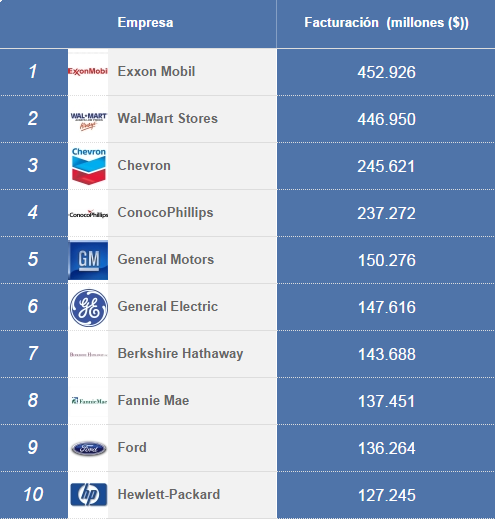 Empresa Facturación (millones ($))
1 ExxonMobil Exxon Mobil 452.926
2 WAL-MART Wal-Mart Stores 446.950
3 Chevron Chevron 245.621
4 ConocoPhillips ConocoPhillips 237.272
5 GM General Motors 150.276
6 GE General Electric 147.616
7 Berkshire Hathaway 143.688
8 FannieMae Fannie Mae 137.451
9 Ford Ford 136.264
10 hp Hewlett-Packard 127.245